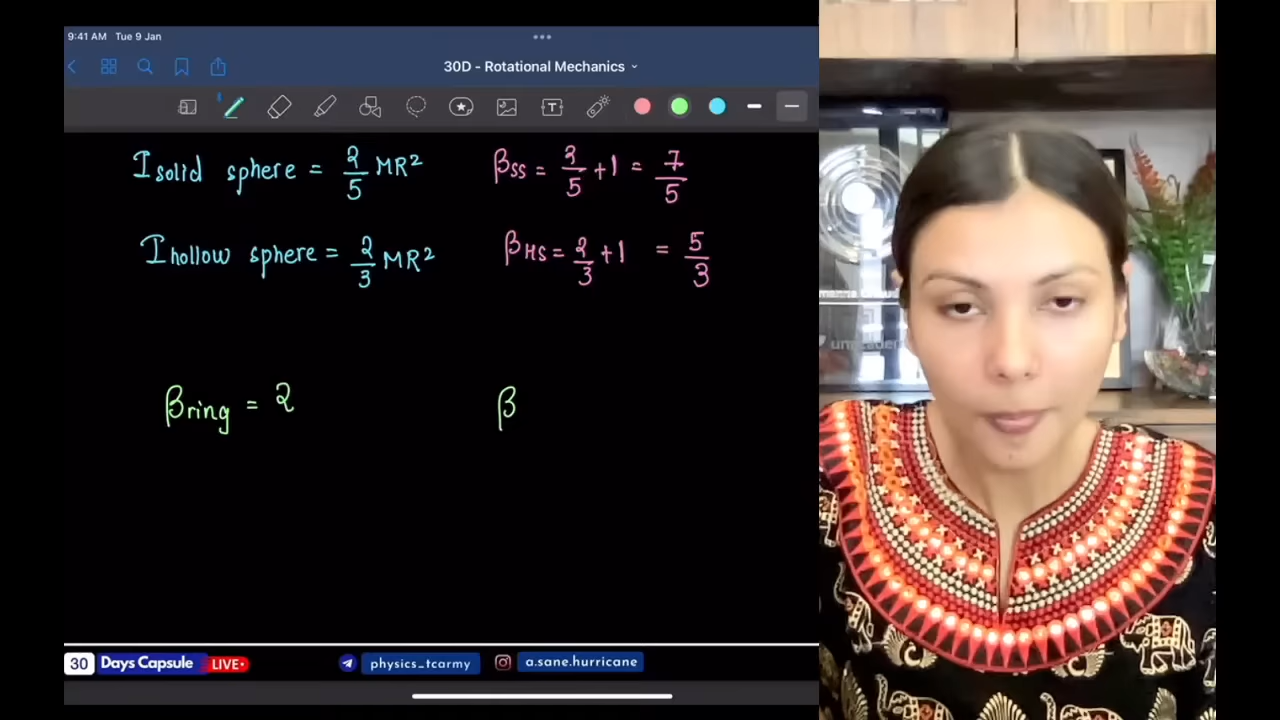 9:41 AM Tue 9 Jan
30D - Rotational Mechanics
I solid sphere = 2/5 MR² βSS = 2/5 + 1 = 7/5
I hollow sphere = 2/3 MR² βHS = 2/3 + 1 = 5/3
βring = 2 β
30 Days Capsule LIVE physics_tcarmy a.sane.hurricane